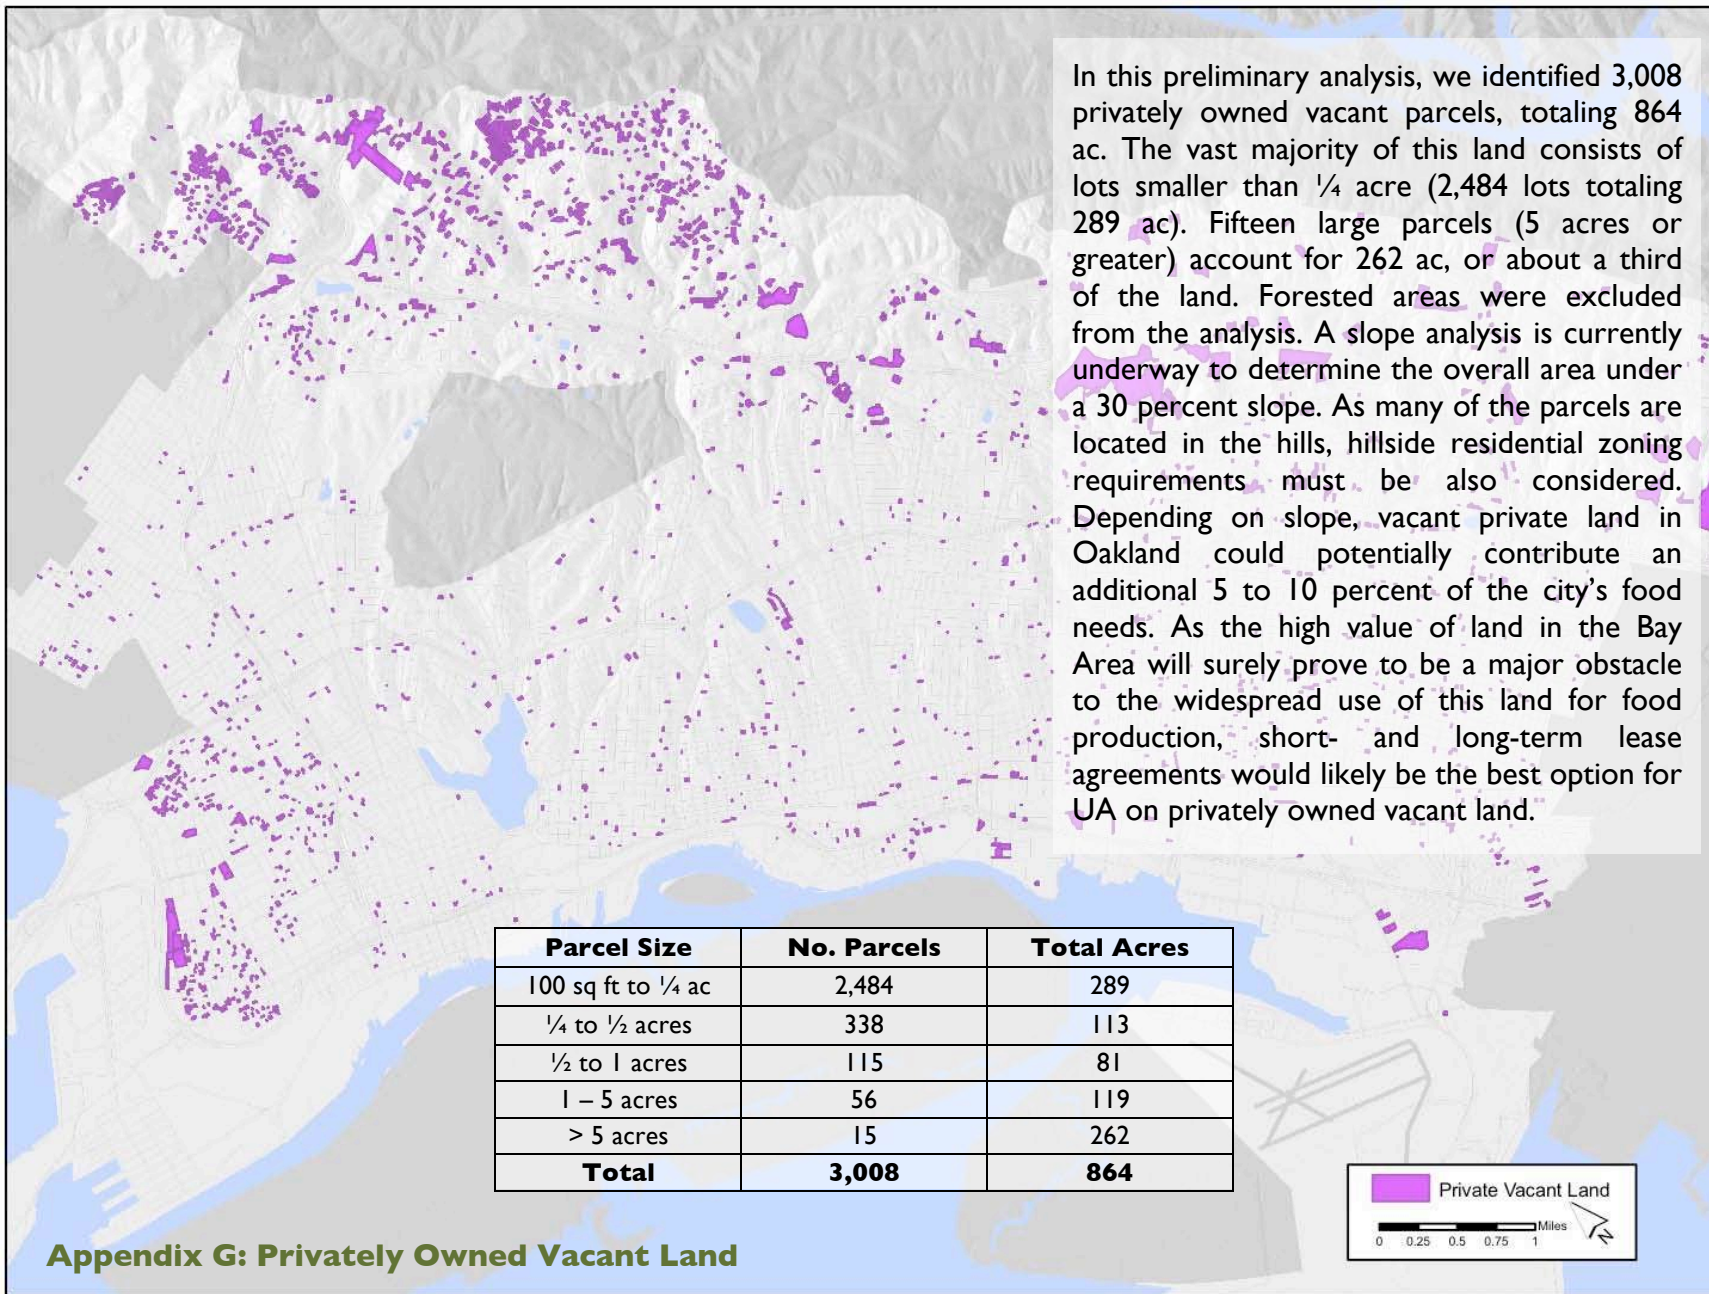 In this preliminary analysis, we identified 3,008
privately owned vacant parcels, totaling 864
ac. The vast majority of this land consists of
lots smaller than ¼ acre (2,484 lots totaling
289 ac). Fifteen large parcels (5 acres or
greater) account for 262 ac, or about a third
of the land. Forested areas were excluded
from the analysis. A slope analysis is currently
underway to determine the overall area under
a 30 percent slope. As many of the parcels are
located in the hills, hillside residential zoning
requirements must be also considered.
Depending on slope, vacant private land in
Oakland could potentially contribute an
additional 5 to 10 percent of the city's food
needs. As the high value of land in the Bay
Area will surely prove to be a major obstacle
to the widespread use of this land for food
production, short- and long-term lease
agreements would likely be the best option for
UA on privately owned vacant land.
Parcel Size No. Parcels Total Acres
100 sq ft to ¼ ac 2,484 289
¼ to ½ acres 338 113
½ to 1 acres 115 81
1 – 5 acres 56 119
> 5 acres 15 262
Total 3,008 864
Private Vacant Land
Miles
0 0.25 0.5 0.75 1
N
Appendix G: Privately Owned Vacant Land